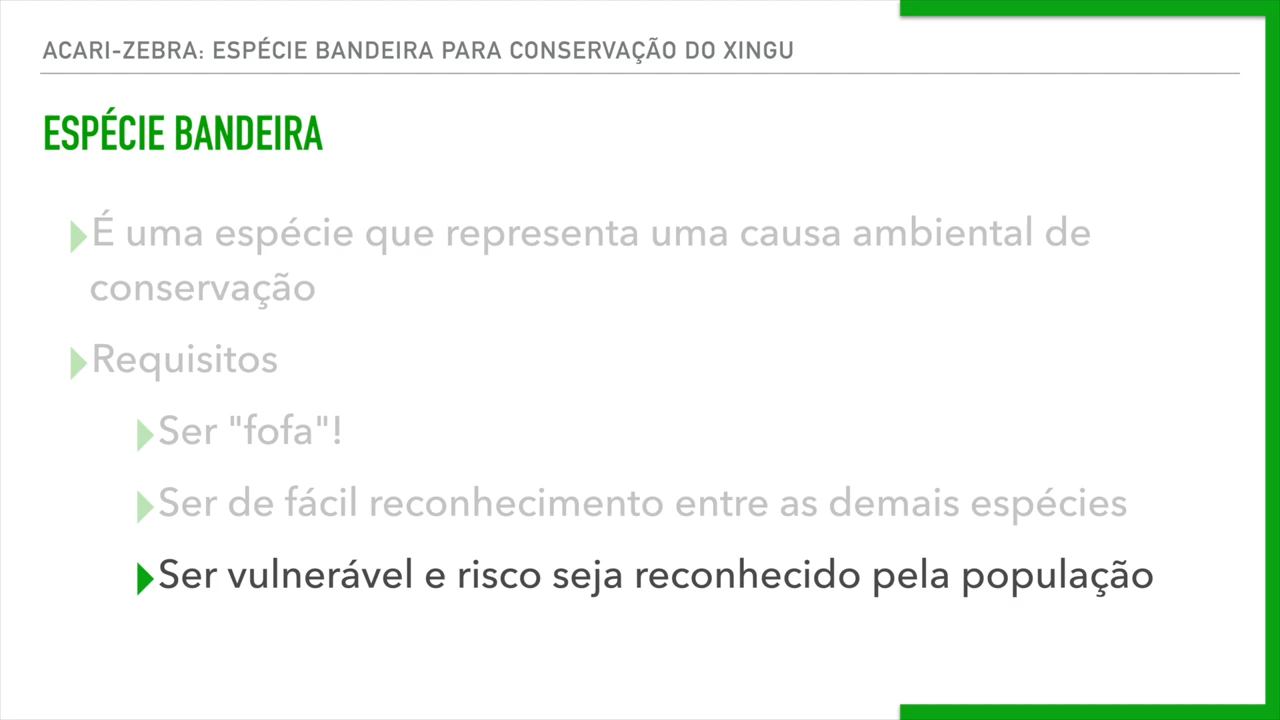 ACARI-ZEBRA: ESPÉCIE BANDEIRA PARA CONSERVAÇÃO DO XINGU
ESPÉCIE BANDEIRA
É uma espécie que representa uma causa ambiental de
conservação
Requisitos
Ser "fofa"!
Ser de fácil reconhecimento entre as demais espécies
Ser vulnerável e risco seja reconhecido pela população